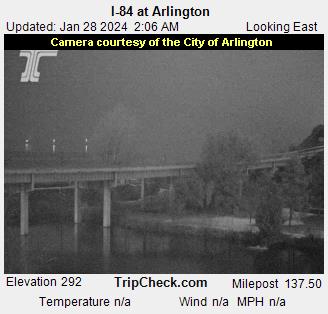 I-84 at Arlington
Updated: Jan 28 2024 2:06 AM Looking East
Camera courtesy of the City of Arlington
Elevation 292 TripCheck.com Milepost 137.50
Temperature n/a Wind n/a MPH n/a